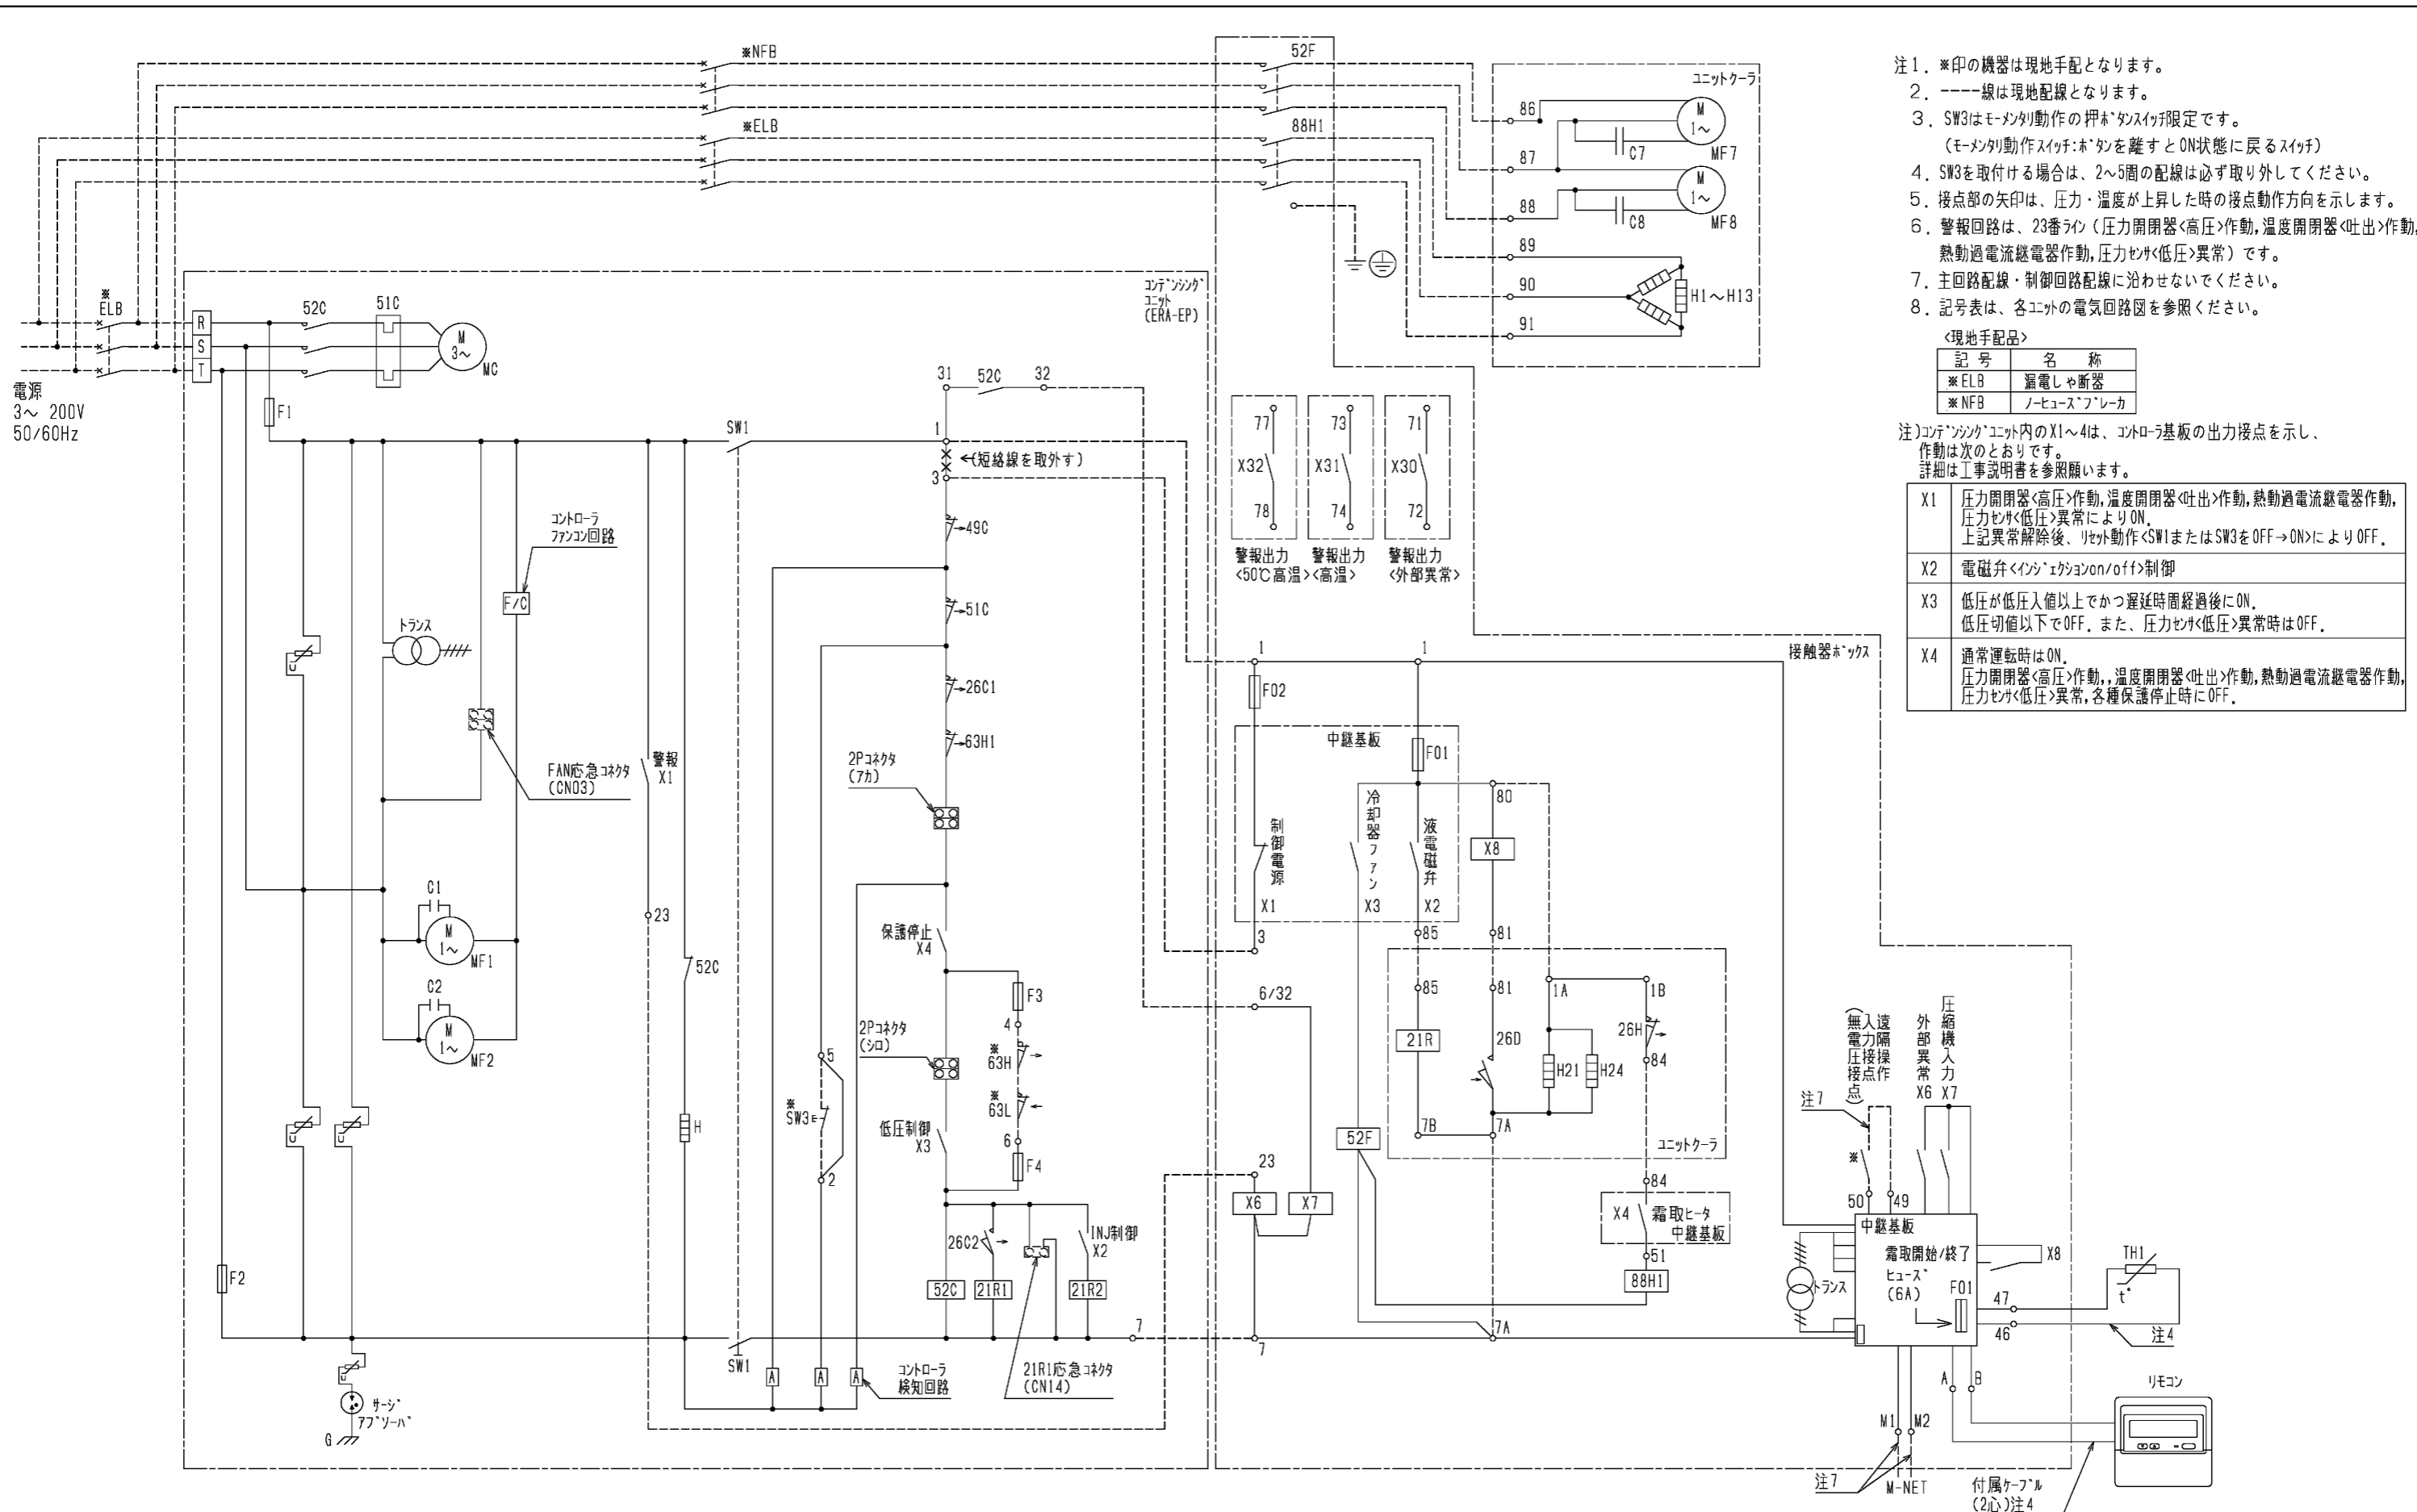 ※NFB
52F
※ELB
88H1
ユニットクーラ
86
M
1~
C7
MF7
87
M
1~
88
C8
MF8
89
90
H1~H13
91
注1. ※印の機器は現地手配となります。
2. ----線は現地配線となります。
3. SW3はモーメンタリ動作の押ボタンスイッチ限定です。
(モーメンタリ動作スイッチ:ボタンを離すとON状態に戻るスイッチ)
4. SW3を取付ける場合は、2~5間の配線は必ず取り外してください。
5. 接点部の矢印は、圧力・温度が上昇した時の接点動作方向を示します。
6. 警報回路は、23番ライン(圧力開閉器<高圧>作動,温度開閉器<吐出>作動,
熱動過電流継電器作動,圧力センサ<低圧>異常)です。
7. 主回路配線・制御回路配線に沿わせないでください。
8. 記号表は、各ユニットの電気回路図を参照ください。
<現地手配品>
記号 名称
※ELB 漏電しゃ断器
※NFB ノーヒューズブレーカ
注)コンデンシングユニット内のX1~4は、コントローラ基板の出力接点を示し、
作動は次のとおりです。
詳細は工事説明書を参照願います。
X1 圧力開閉器<高圧>作動,温度開閉器<吐出>作動,熱動過電流継電器作動,
圧力センサ<低圧>異常によりON.
上記異常解除後、リセット動作<SW1またはSW3をOFF→ON>によりOFF.
X2 電磁弁<インジェクションon/off>制御
X3 低圧が低圧入値以上でかつ遅延時間経過後にON.
低圧切値以下でOFF. また、圧力センサ<低圧>異常時はOFF.
X4 通常運転時はON.
圧力開閉器<高圧>作動,,温度開閉器<吐出>作動,熱動過電流継電器作動,
圧力センサ<低圧>異常,各種保護停止時にOFF.
※
ELB
R
S
T
52C
51C
M
3~
MC
電源
3~ 200V
50/60Hz
コンデンシング
ユニット
(ERA-EP)
F1
SW1
31
52C
32
1
←(短絡線を取外す)
3
→49C
→51C
→26C1
→63H1
コントローラ
ファンコン回路
F/C
トランス
FAN応急コネクタ
(CN03)
警報
X1
2Pコネクタ
(アカ)
23
52C
C1
M
1~
MF1
C2
M
1~
MF2
保護停止
X4
F3
4
※
63H
※
63L
6
F4
2Pコネクタ
(シロ)
低圧制御
X3
5
※
SW3
2
H
F2
26C2
INJ制御
X2
52C
21R1
21R2
7
SW1
A
A
A
コントローラ
検知回路
21R1応急コネクタ
(CN14)
サージ
アブソーバ
G
77
X32
78
73
X31
74
71
X30
72
警報出力
<50℃高温>
警報出力
<高温>
警報出力
<外部異常>
接触器ボックス
1
1
F02
中継基板
F01
制御電源
X1
冷却器ファン
X3
液電磁弁
X2
80
X8
3
85
81
6/32
85
81
1A
1B
21R
26D
26H
H21
H24
84
7B
7A
ユニットクーラ
52F
23
X6
X7
84
X4
霜取ヒータ
中継基板
51
88H1
7
7A
遠隔操作
入力接点
(無電圧接点)
外部異常
X6
圧縮機入力
X7
注7
※
50
49
中継基板
霜取開始/終了
ヒューズ
(6A)
F01
トランス
X8
TH1
t°
47
46
注4
A
B
M1
M2
注7
M-NET
リモコン
付属ケーブル
(2心)注4